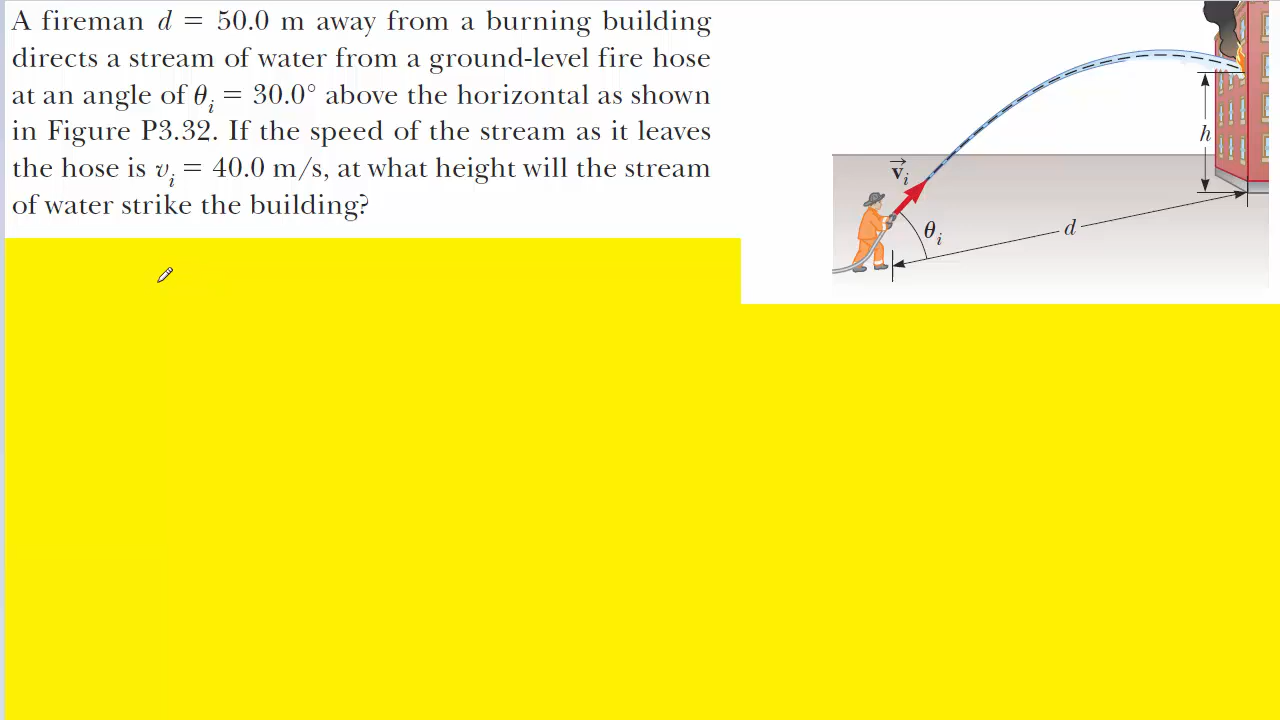 A fireman d = 50.0 m away from a burning building
directs a stream of water from a ground-level fire hose
at an angle of θi = 30.0° above the horizontal as shown
in Figure P3.32. If the speed of the stream as it leaves
the hose is vi = 40.0 m/s, at what height will the stream
of water strike the building?
h
v⃗i
θi
d